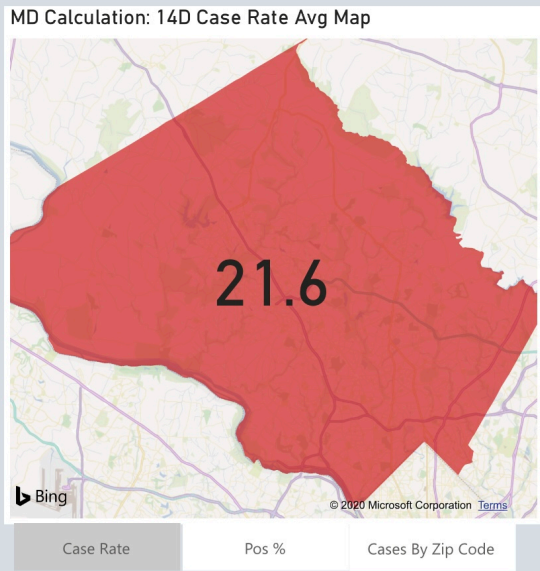 MD Calculation: 14D Case Rate Avg Map
21.6
Bing
© 2020 Microsoft Corporation Terms
Case Rate
Pos %
Cases By Zip Code